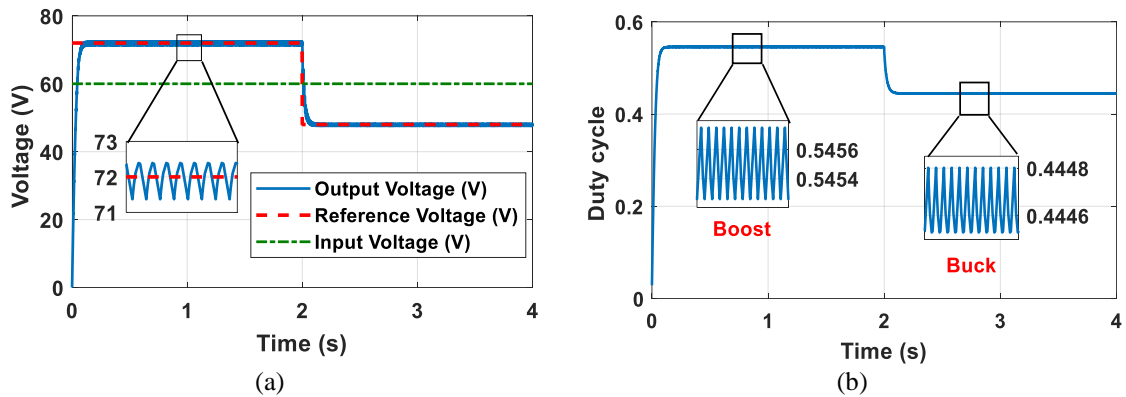 80
60
40
20
0
Voltage (V)
73
72
71
Output Voltage (V)
Reference Voltage (V)
Input Voltage (V)
0 1 2 3 4
Time (s)
(a)
0.6
0.4
0.2
0
Duty cycle
0.5456
0.5454
Boost
0.4448
0.4446
Buck
0 1 2 3 4
Time (s)
(b)